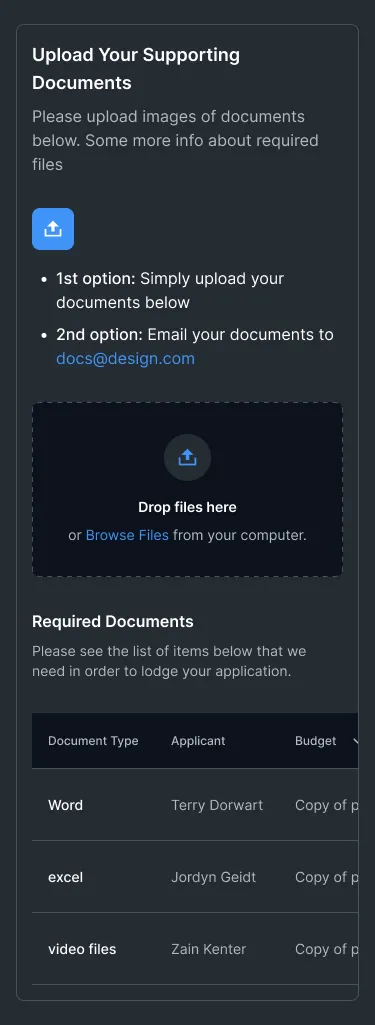 Upload Your Supporting
Documents
Please upload images of documents
below. Some more info about required
files
• 1st option: Simply upload your
documents below
• 2nd option: Email your documents to
docs@design.com
Drop files here
or Browse Files from your computer.
Required Documents
Please see the list of items below that we
need in order to lodge your application.
Document Type Applicant Budget
Word Terry Dorwart Copy of p
excel Jordyn Geidt Copy of p
video files Zain Kenter Copy of p